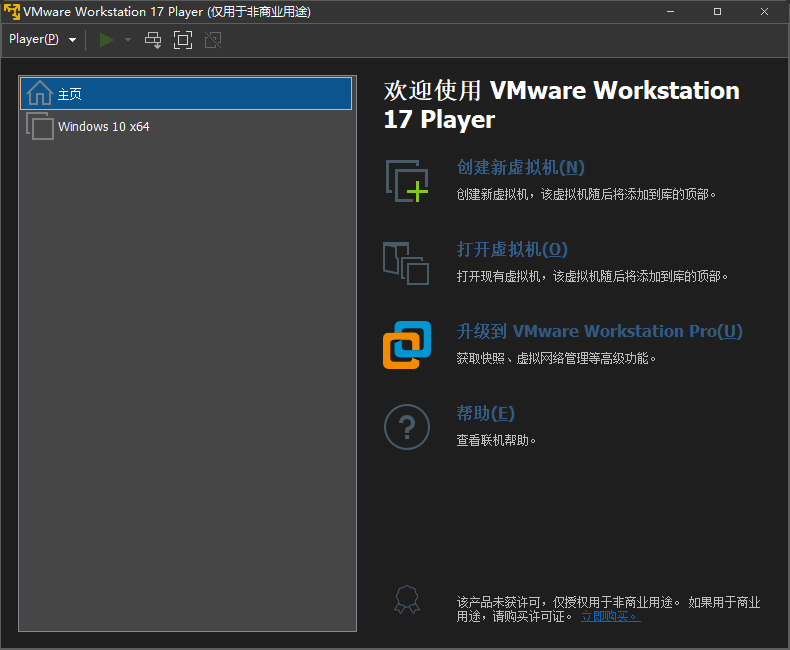 VMware Workstation 17 Player (仅用于非商业用途)
Player(P)
主页
Windows 10 x64
欢迎使用 VMware Workstation
17 Player
创建新虚拟机(N)
创建新虚拟机，该虚拟机随后将添加到库的顶部。
打开虚拟机(O)
打开现有虚拟机，该虚拟机随后将添加到库的顶部。
升级到 VMware Workstation Pro(U)
获取快照、虚拟网络管理等高级功能。
帮助(E)
查看联机帮助。
该产品未获许可，仅授权用于非商业用途。 如果用于商业
用途，请购买许可证。 立即购买。